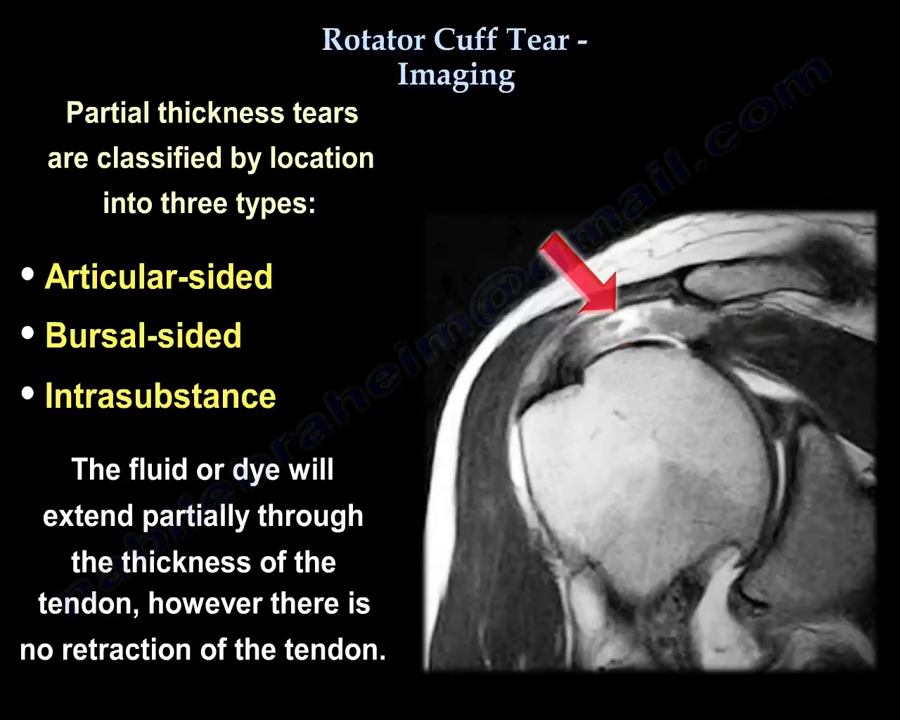 Rotator Cuff Tear -
Imaging
Partial thickness tears
are classified by location
into three types:
• Articular-sided
• Bursal-sided
• Intrasubstance
The fluid or dye will
extend partially through
the thickness of the
tendon, however there is
no retraction of the tendon.